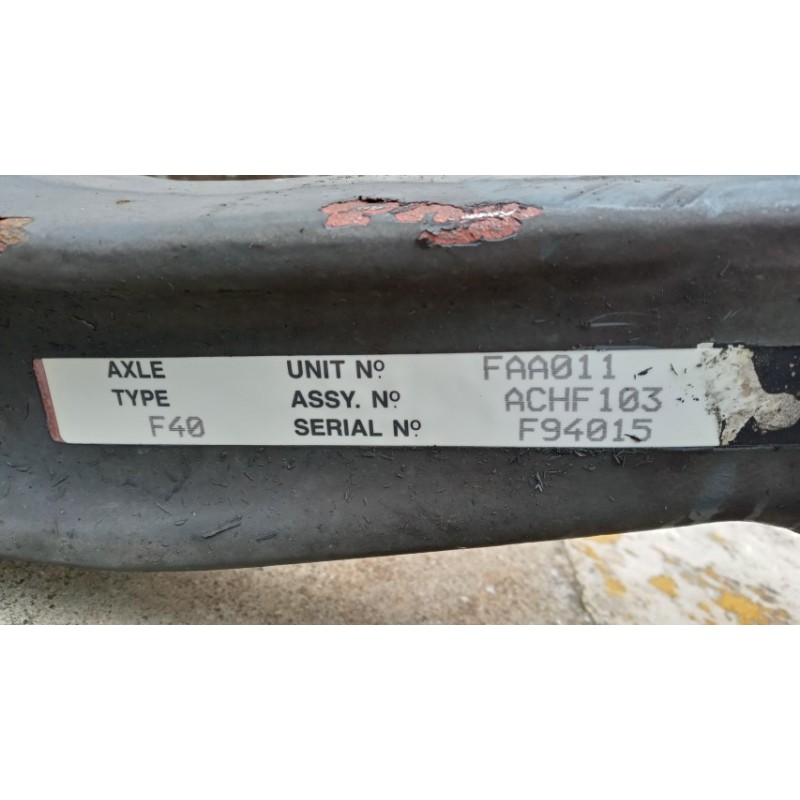 AXLE UNIT Nº. FAA011
TYPE ASSY. Nº. ACHF103
F40 SERIAL Nº. F94015